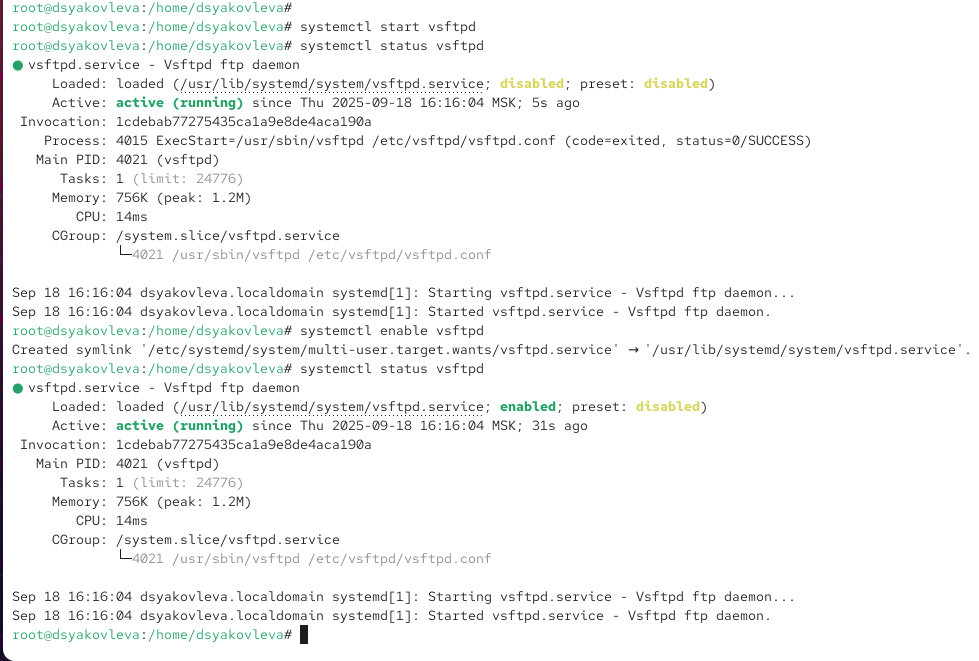 root@dsyakovleva:/home/dsyakovleva#
root@dsyakovleva:/home/dsyakovleva# systemctl start vsftpd
root@dsyakovleva:/home/dsyakovleva# systemctl status vsftpd
● vsftpd.service - Vsftpd ftp daemon
     Loaded: loaded (/usr/lib/systemd/system/vsftpd.service; disabled; preset: disabled)
     Active: active (running) since Thu 2025-09-18 16:16:04 MSK; 5s ago
 Invocation: 1cdebab77275435ca1a9e8de4aca190a
    Process: 4015 ExecStart=/usr/sbin/vsftpd /etc/vsftpd/vsftpd.conf (code=exited, status=0/SUCCESS)
   Main PID: 4021 (vsftpd)
      Tasks: 1 (limit: 24776)
     Memory: 756K (peak: 1.2M)
        CPU: 14ms
     CGroup: /system.slice/vsftpd.service
             └─4021 /usr/sbin/vsftpd /etc/vsftpd/vsftpd.conf
Sep 18 16:16:04 dsyakovleva.localdomain systemd[1]: Starting vsftpd.service - Vsftpd ftp daemon...
Sep 18 16:16:04 dsyakovleva.localdomain systemd[1]: Started vsftpd.service - Vsftpd ftp daemon.
root@dsyakovleva:/home/dsyakovleva# systemctl enable vsftpd
Created symlink '/etc/systemd/system/multi-user.target.wants/vsftpd.service' → '/usr/lib/systemd/system/vsftpd.service'.
root@dsyakovleva:/home/dsyakovleva# systemctl status vsftpd
● vsftpd.service - Vsftpd ftp daemon
     Loaded: loaded (/usr/lib/systemd/system/vsftpd.service; enabled; preset: disabled)
     Active: active (running) since Thu 2025-09-18 16:16:04 MSK; 31s ago
 Invocation: 1cdebab77275435ca1a9e8de4aca190a
   Main PID: 4021 (vsftpd)
      Tasks: 1 (limit: 24776)
     Memory: 756K (peak: 1.2M)
        CPU: 14ms
     CGroup: /system.slice/vsftpd.service
             └─4021 /usr/sbin/vsftpd /etc/vsftpd/vsftpd.conf
Sep 18 16:16:04 dsyakovleva.localdomain systemd[1]: Starting vsftpd.service - Vsftpd ftp daemon...
Sep 18 16:16:04 dsyakovleva.localdomain systemd[1]: Started vsftpd.service - Vsftpd ftp daemon.
root@dsyakovleva:/home/dsyakovleva#